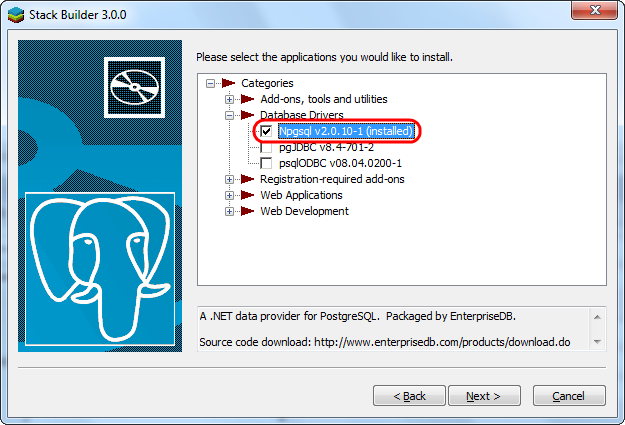 Stack Builder 3.0.0
Please select the applications you would like to install.
Categories
Add-ons, tools and utilities
Database Drivers
Npgsql v2.0.10-1 (installed)
pgJDBC v8.4-701-2
psqlODBC v08.04.0200-1
Registration-required add-ons
Web Applications
Web Development
A .NET data provider for PostgreSQL.  Packaged by EnterpriseDB.
Source code download: http://www.enterprisedb.com/products/download.do
< Back
Next >
Cancel